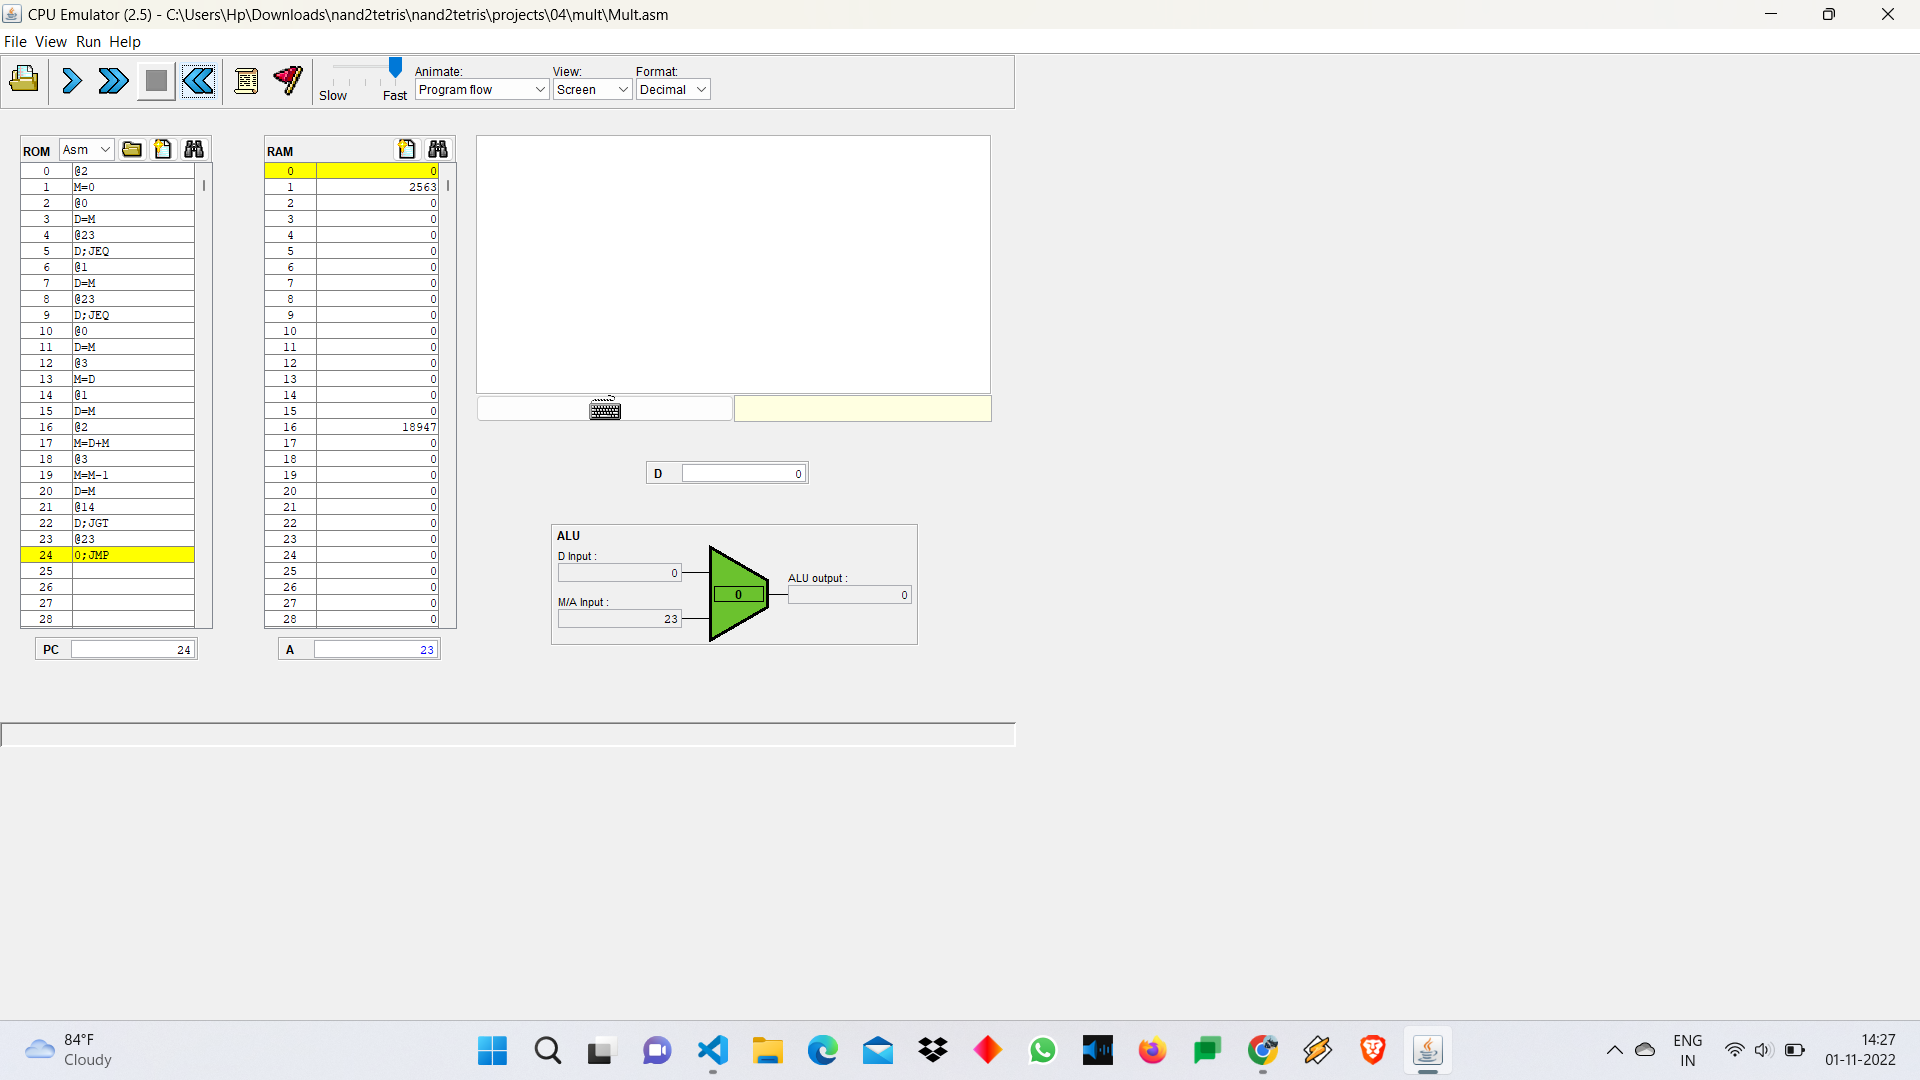 CPU Emulator (2.5) - C:\Users\Hp\Downloads\nand2tetris\nand2tetris\projects\04\mult\Mult.asm
File View Run Help
Slow Fast
Animate:
Program flow
View:
Screen
Format:
Decimal
ROM Asm
0 @2
1 M=0
2 @0
3 D=M
4 @23
5 D;JEQ
6 @1
7 D=M
8 @23
9 D;JEQ
10 @0
11 D=M
12 @3
13 M=D
14 @1
15 D=M
16 @2
17 M=D+M
18 @3
19 M=M-1
20 D=M
21 @14
22 D;JGT
23 @23
24 0;JMP
25
26
27
28
PC 24
RAM
0 0
1 2563
2 0
3 0
4 0
5 0
6 0
7 0
8 0
9 0
10 0
11 0
12 0
13 0
14 0
15 0
16 18947
17 0
18 0
19 0
20 0
21 0
22 0
23 0
24 0
25 0
26 0
27 0
28 0
A 23
D 0
ALU
D Input :
0
M/A Input :
23
0
ALU output :
0
84°F
Cloudy
ENG
IN
14:27
01-11-2022